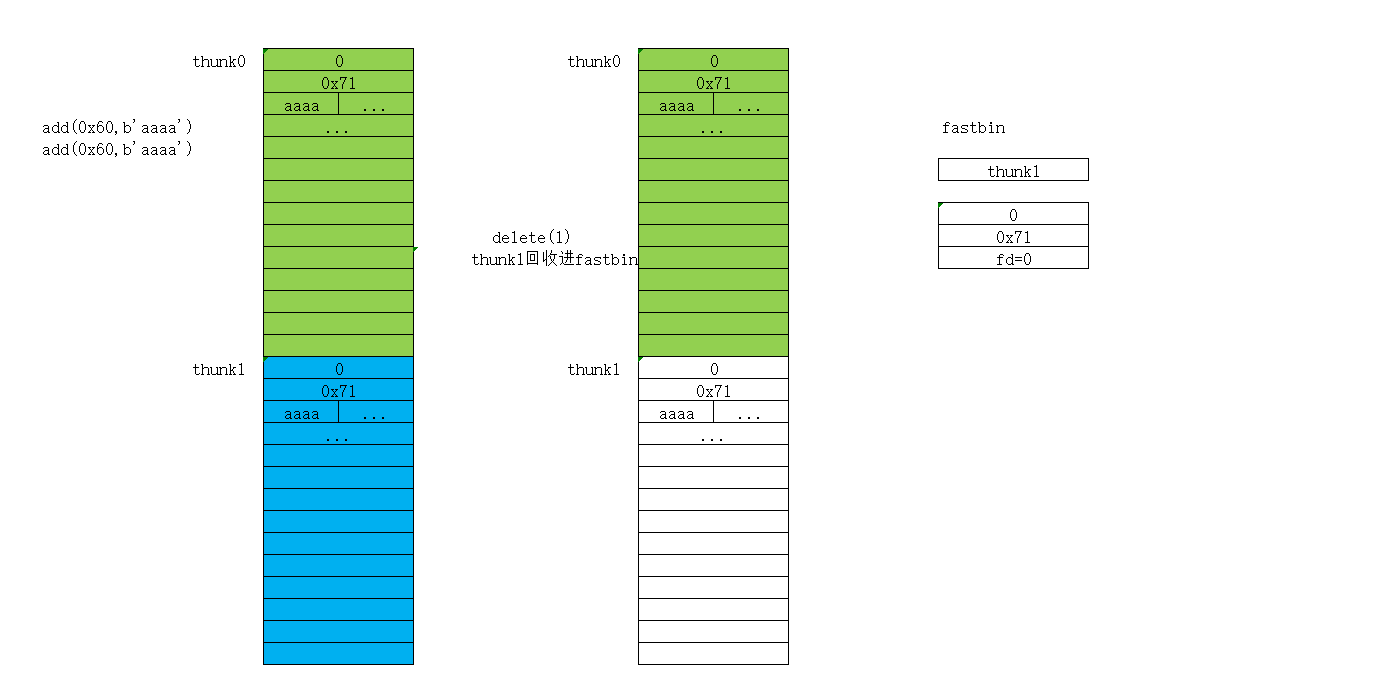 thunk0
0
0x71
aaaa ...
...
add(0x60,b'aaaa')
add(0x60,b'aaaa')
thunk1
0
0x71
aaaa ...
...
thunk0
0
0x71
aaaa ...
...
delete(1)
thunk1回收进fastbin
thunk1
0
0x71
aaaa ...
...
fastbin
thunk1
0
0x71
fd=0